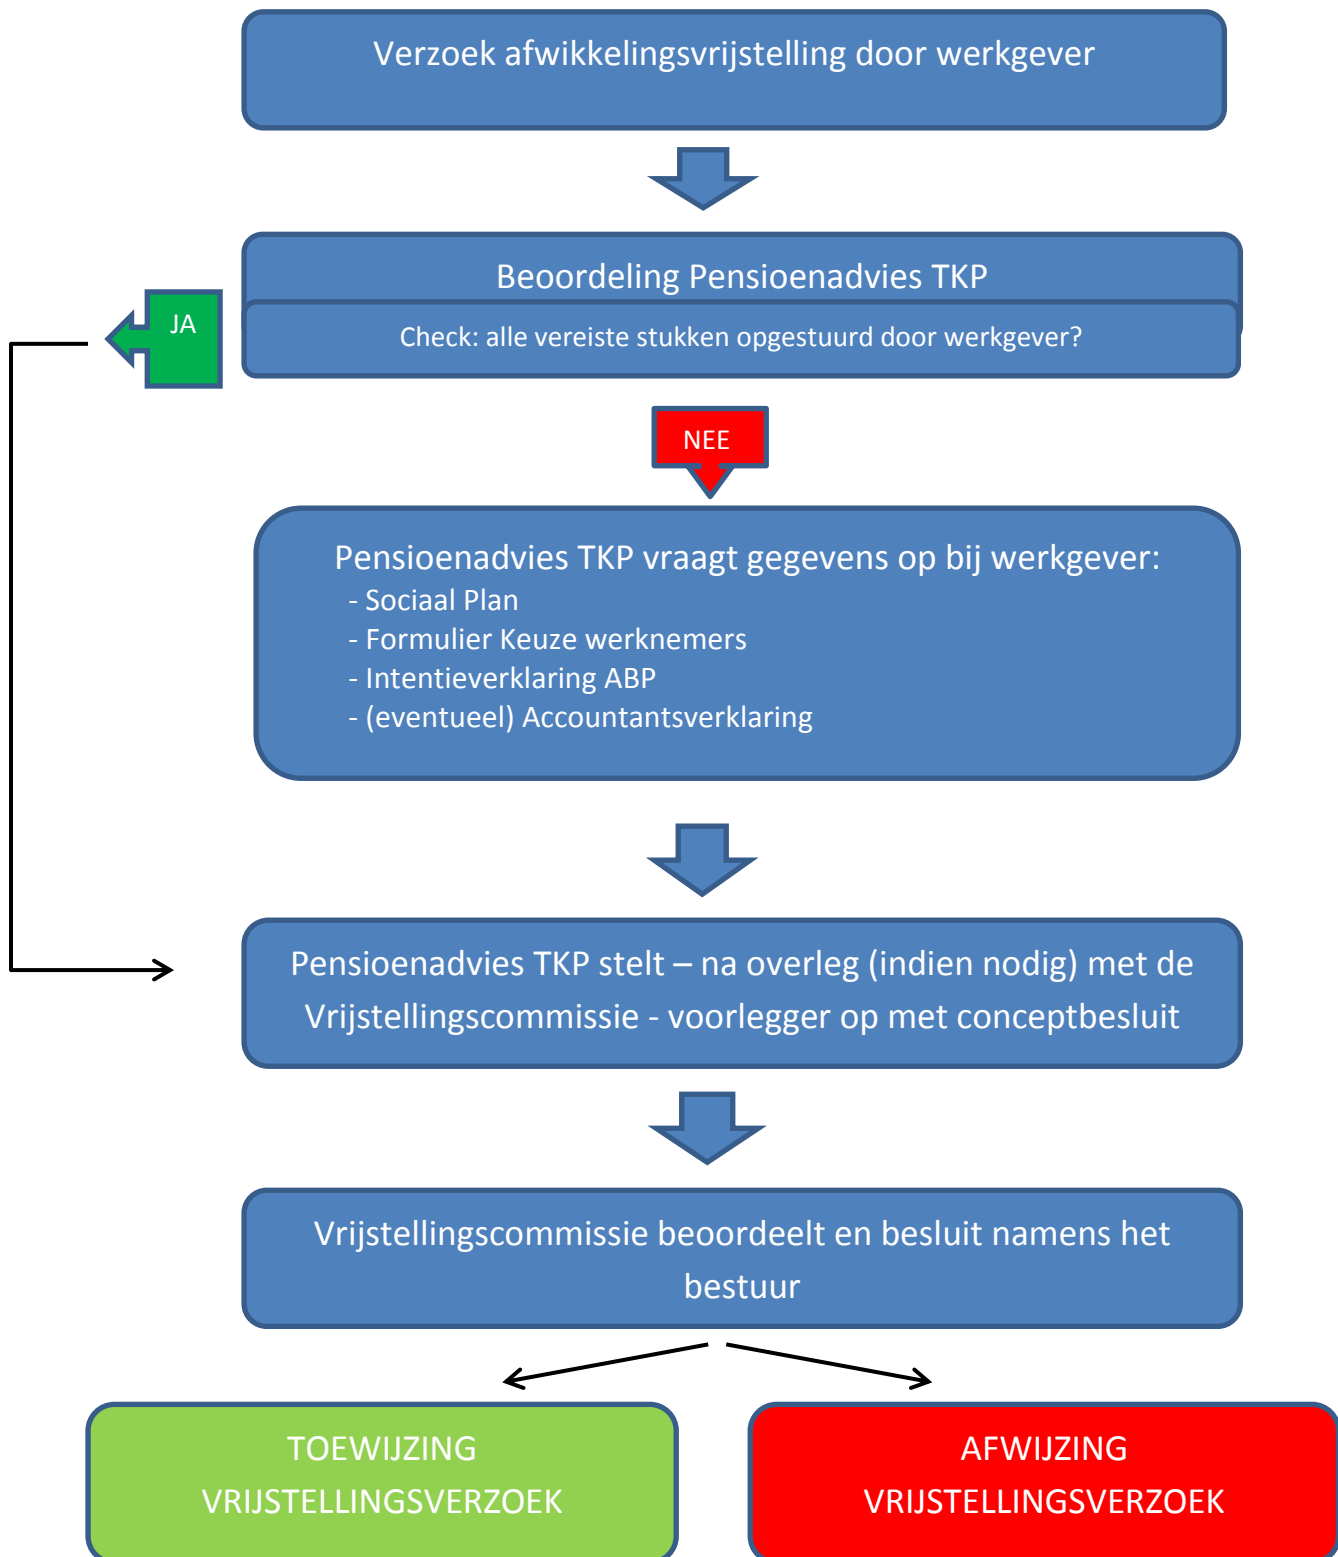 Verzoek afwikkelingsvrijstelling door werkgever
Beoordeling Pensioenadvies TKP
JA
Check: alle vereiste stukken opgestuurd door werkgever?
NEE
Pensioenadvies TKP vraagt gegevens op bij werkgever:
- Sociaal Plan
- Formulier Keuze werknemers
- Intentieverklaring ABP
- (eventueel) Accountantsverklaring
Pensioenadvies TKP stelt – na overleg (indien nodig) met de
Vrijstellingscommissie - voorlegger op met conceptbesluit
Vrijstellingscommissie beoordeelt en besluit namens het
bestuur
TOEWIJZING
VRIJSTELLINGSVERZOEK
AFWIJZING
VRIJSTELLINGSVERZOEK